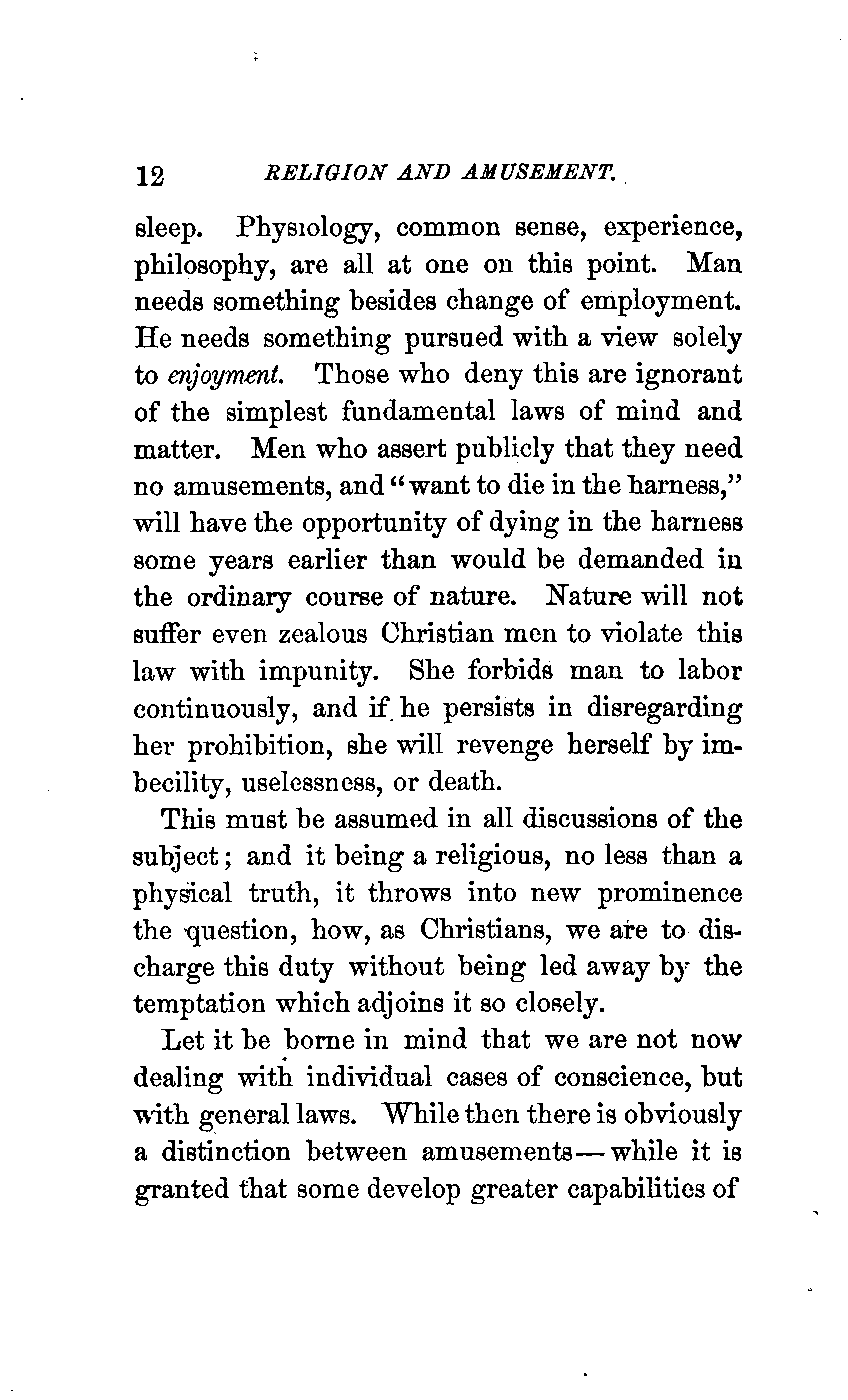 12 RELIGION AND AMUSEMENT.
sleep. Physiology, common sense, experience,
philosophy, are all at one on this point. Man
needs something besides change of employment.
He needs something pursued with a view solely
to enjoyment. Those who deny this are ignorant
of the simplest fundamental laws of mind and
matter. Men who assert publicly that they need
no amusements, and “want to die in the harness,”
will have the opportunity of dying in the harness
some years earlier than would be demanded in
the ordinary course of nature. Nature will not
suffer even zealous Christian men to violate this
law with impunity. She forbids man to labor
continuously, and if he persists in disregarding
her prohibition, she will revenge herself by im-
becility, uselessness, or death.
This must be assumed in all discussions of the
subject; and it being a religious, no less than a
physical truth, it throws into new prominence
the question, how, as Christians, we are to dis-
charge this duty without being led away by the
temptation which adjoins it so closely.
Let it be borne in mind that we are not now
dealing with individual cases of conscience, but
with general laws. While then there is obviously
a distinction between amusements—while it is
granted that some develop greater capabilities of